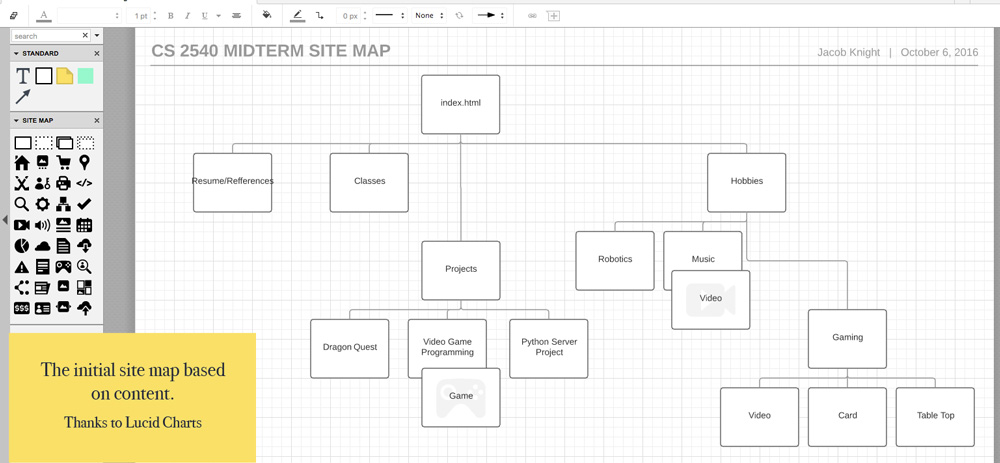 A
1 pt
B
I
U
0 px
None
search
STANDARD
T
SITE MAP
</>
$$$
CS 2540 MIDTERM SITE MAP
Jacob Knight | October 6, 2016
index.html
Resume/Refferences
Classes
Hobbies
Projects
Robotics
Music
Video
Gaming
Dragon Quest
Video Game
Programming
Python Server
Project
Game
Video
Card
Table Top
The initial site map based
on content.
Thanks to Lucid Charts